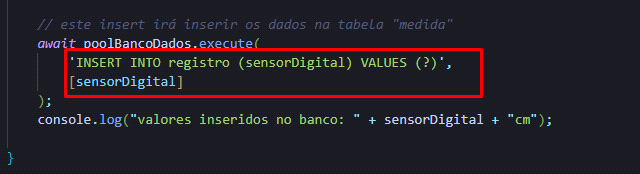 // este insert irá inserir os dados na tabela "medida"
await poolBancoDados.execute(
'INSERT INTO registro (sensorDigital) VALUES (?)',
[sensorDigital]
);
console.log("valores inseridos no banco: " + sensorDigital + "cm");
}